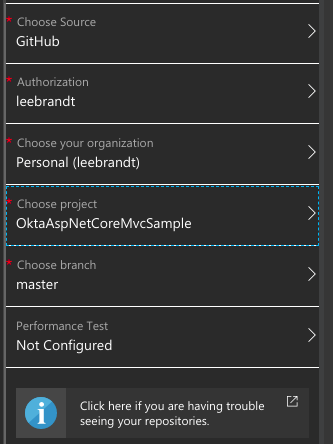 * Choose Source
GitHub
* Authorization
leebrandt
* Choose your organization
Personal (leebrandt)
* Choose project
OktaAspNetCoreMvcSample
* Choose branch
master
Performance Test
Not Configured
Click here if you are having trouble
seeing your repositories.